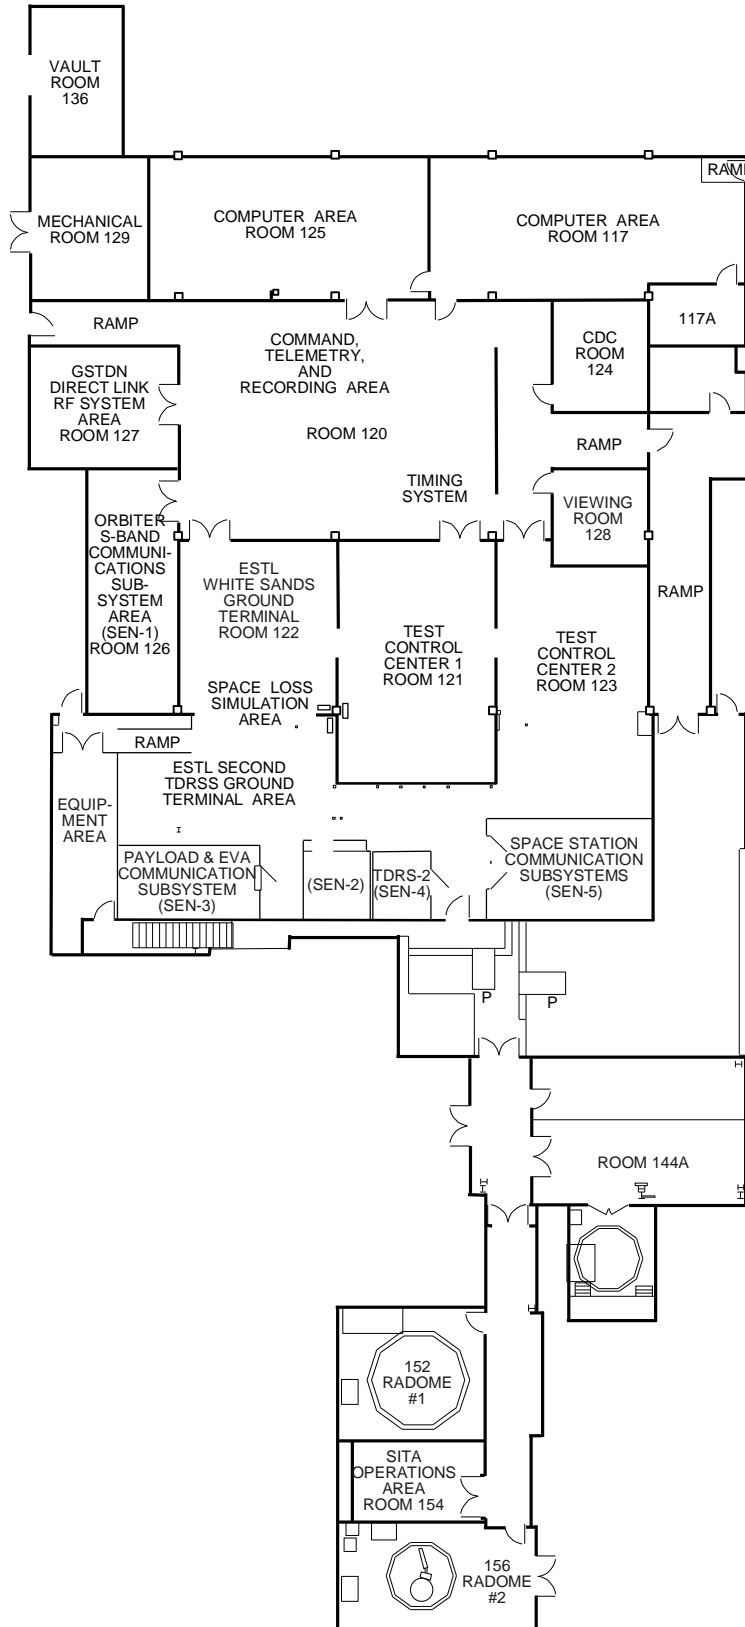 VAULT
ROOM
136
RAMP
MECHANICAL
ROOM 129
COMPUTER AREA
ROOM 125
COMPUTER AREA
ROOM 117
RAMP
117A
COMMAND,
TELEMETRY,
AND
RECORDING AREA
CDC
ROOM
124
GSTDN
DIRECT LINK
RF SYSTEM
AREA
ROOM 127
ROOM 120
RAMP
TIMING
SYSTEM
VIEWING
ROOM
128
ORBITER
S-BAND
COMMUNI-
CATIONS
SUB-
SYSTEM
AREA
(SEN-1)
ROOM 126
ESTL
WHITE SANDS
GROUND
TERMINAL
ROOM 122
RAMP
TEST
CONTROL
CENTER 1
ROOM 121
TEST
CONTROL
CENTER 2
ROOM 123
SPACE LOSS
SIMULATION
AREA
RAMP
ESTL SECOND
TDRSS GROUND
TERMINAL AREA
EQUIP-
MENT
AREA
PAYLOAD & EVA
COMMUNICATION
SUBSYSTEM
(SEN-3)
(SEN-2)
TDRS-2
(SEN-4)
SPACE STATION
COMMUNICATION
SUBSYSTEMS
(SEN-5)
P
P
ROOM 144A
152
RADOME
#1
SITA
OPERATIONS
AREA
ROOM 154
156
RADOME
#2